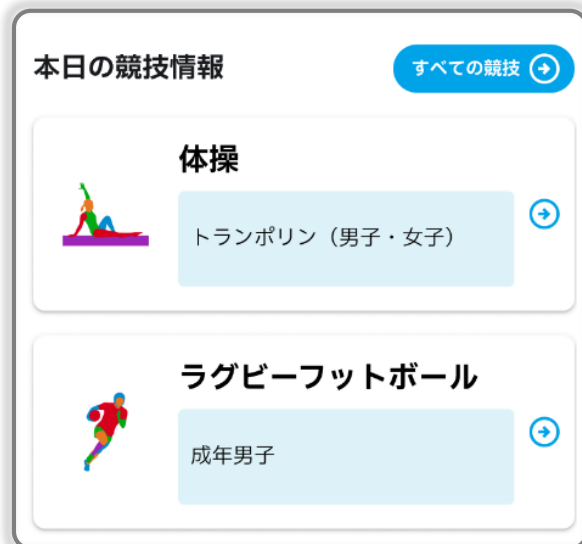 本日の競技情報
すべての競技
体操
トランポリン（男子・女子）
ラグビーフットボール
成年男子